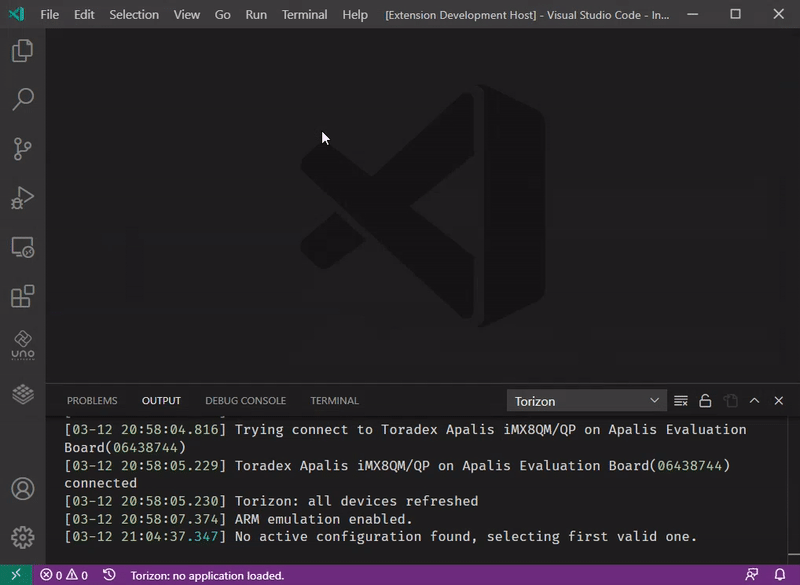 File Edit Selection View Go Run Terminal Help [Extension Development Host] - Visual Studio Code - In...
uno
PLATFORM
PROBLEMS OUTPUT DEBUG CONSOLE TERMINAL Torizon
[03-12 20:58:04.816] Trying connect to Toradex Apalis iMX8QM/QP on Apalis Evaluation
Board(06438744)
[03-12 20:58:05.229] Toradex Apalis iMX8QM/QP on Apalis Evaluation Board(06438744)
connected
[03-12 20:58:05.230] Torizon: all devices refreshed
[03-12 20:58:07.374] ARM emulation enabled.
[03-12 21:04:37.347] No active configuration found, selecting first valid one.
0 0 Torizon: no application loaded.